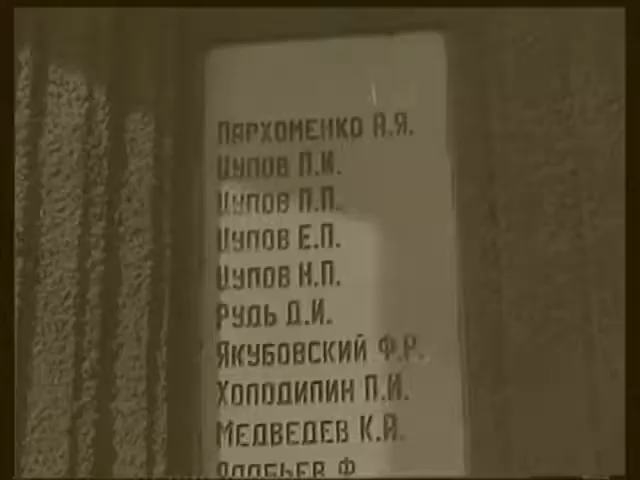 ПАРХОМЕНКО А.Я.
ЦУПОВ П.И.
ЦУПОВ П.П.
ЦУПОВ Е.П.
ЦУПОВ Н.П.
РУДЬ Д.И.
ЯКУБОВСКИЙ Ф.Р.
ХОЛОДИЛИН П.И.
МЕДВЕДЕВ К.Я.